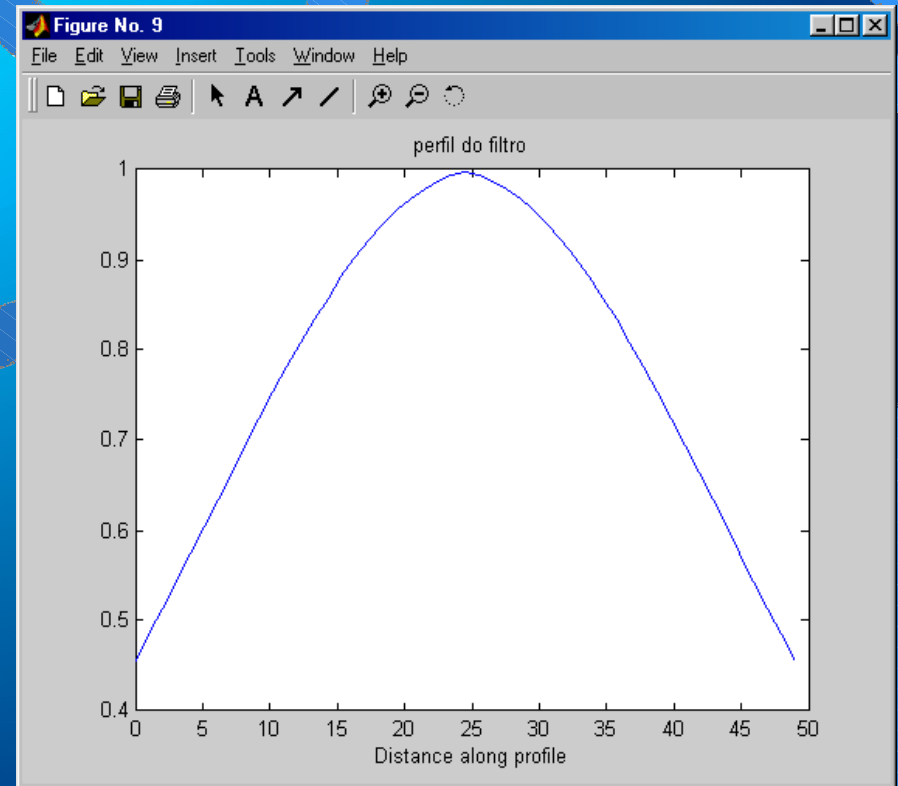 Figure No. 9
File Edit View Insert Tools Window Help
A
perfil do filtro
1
0.9
0.8
0.7
0.6
0.5
0.4
0 5 10 15 20 25 30 35 40 45 50
Distance along profile